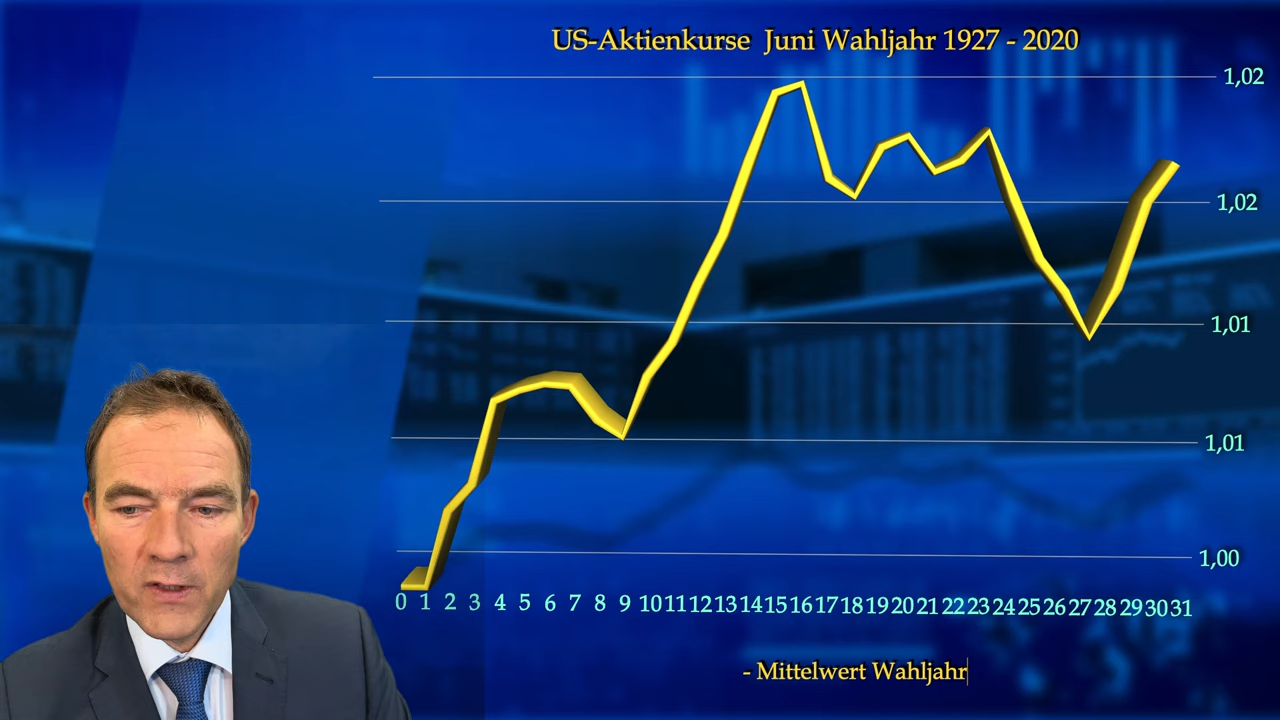 US-Aktienkurse Juni Wahljahr 1927 - 2020
1,02
1,02
1,01
1,01
1,00
0 1 2 3 4 5 6 7 8 9 10 11 12 13 14 15 16 17 18 19 20 21 22 23 24 25 26 27 28 29 30 31
- Mittelwert Wahljahr